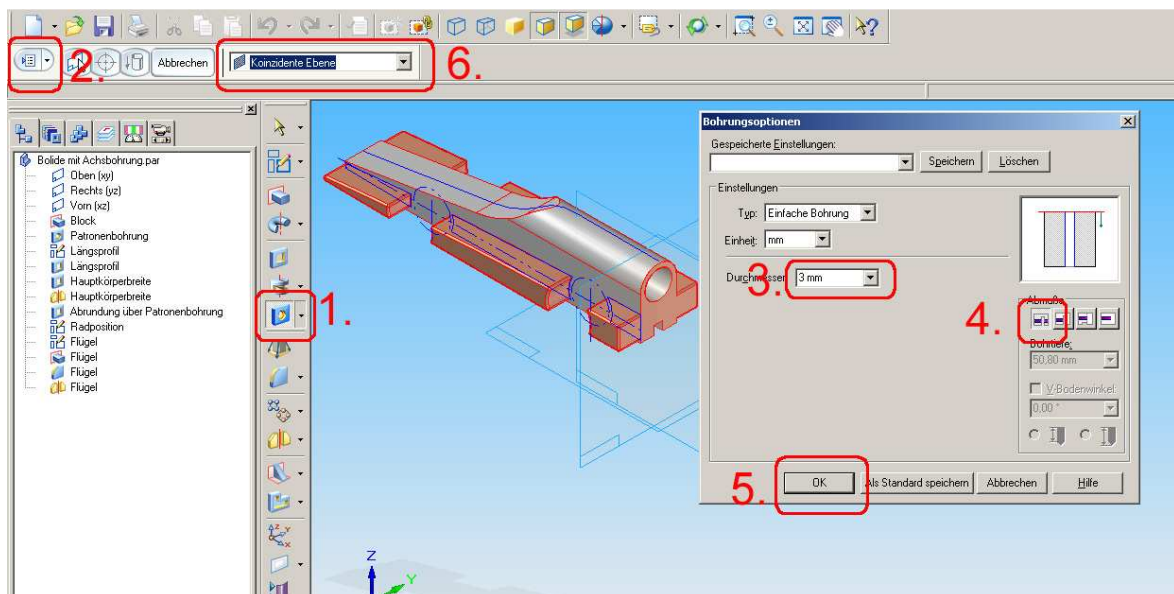 Abbrechen
Koinzidente Ebene
6.
2.
Bolide mit Achsbohrung.par
Oben (xy)
Rechts (yz)
Vorn (xz)
Block
Patronenbohrung
Längsprofil
Längsprofil
Hauptkörperbreite
Hauptkörperbreite
Abrundung über Patronenbohrung
Radposition
Flügel
Flügel
Flügel
Flügel
1.
Z
Y
Bohrungsoptionen
Gespeicherte Einstellungen:
Speichern
Löschen
Einstellungen
Typ: Einfache Bohrung
Einheit: mm
Durchmesser: 3 mm
3.
Abmaße
4.
Bohrtiefe:
50,80 mm
V-Bodenwinkel:
0,00 °
5.
OK
Als Standard speichern
Abbrechen
Hilfe